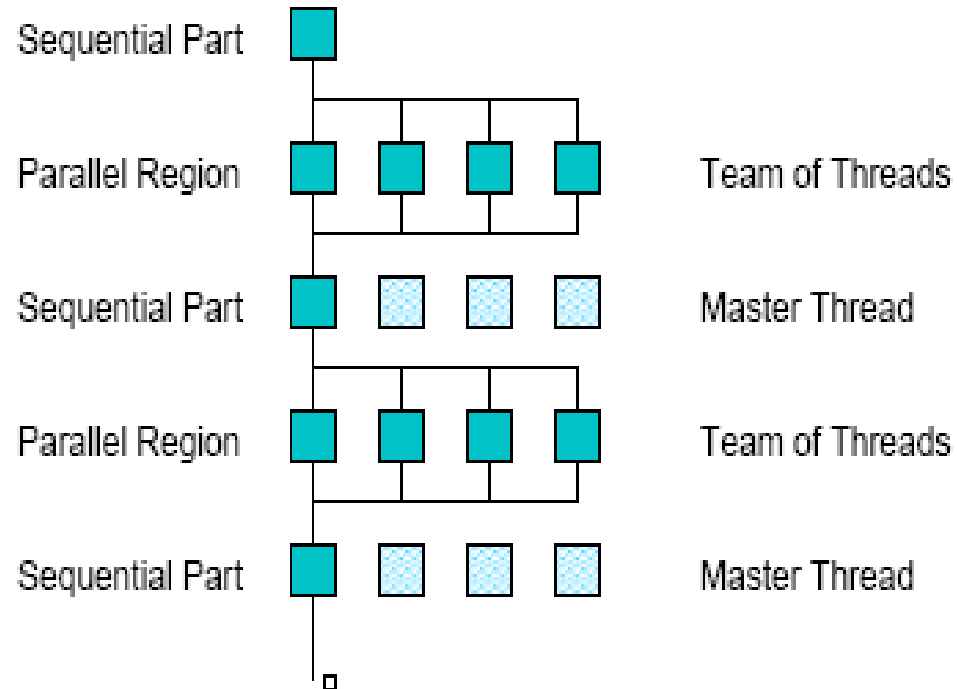 Sequential Part
Parallel Region Team of Threads
Sequential Part Master Thread
Parallel Region Team of Threads
Sequential Part Master Thread